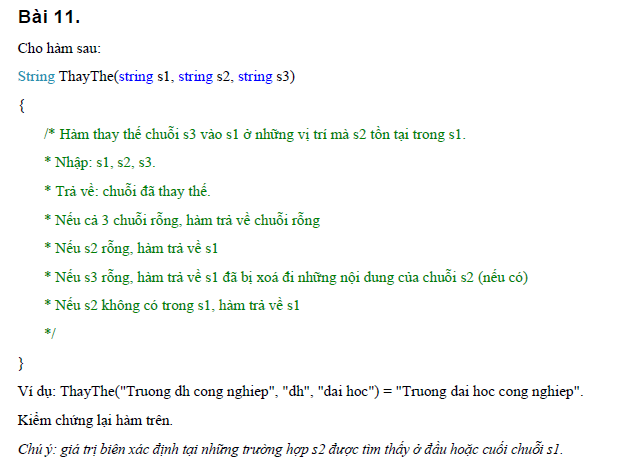 Bài 11.
Cho hàm sau:
String ThayThe(string s1, string s2, string s3)
{
/* Hàm thay thế chuỗi s3 vào s1 ở những vị trí mà s2 tồn tại trong s1.
* Nhập: s1, s2, s3.
* Trả về: chuỗi đã thay thế.
* Nếu cả 3 chuỗi rỗng, hàm trả về chuỗi rỗng
* Nếu s2 rỗng, hàm trả về s1
* Nếu s3 rỗng, hàm trả về s1 đã bị xoá đi những nội dung của chuỗi s2 (nếu có)
* Nếu s2 không có trong s1, hàm trả về s1
*/
}
Ví dụ: ThayThe("Truong dh cong nghiep", "dh", "dai hoc") = "Truong dai hoc cong nghiep".
Kiểm chứng lại hàm trên.
Chú ý: giá trị biên xác định tại những trường hợp s2 được tìm thấy ở đầu hoặc cuối chuỗi s1.